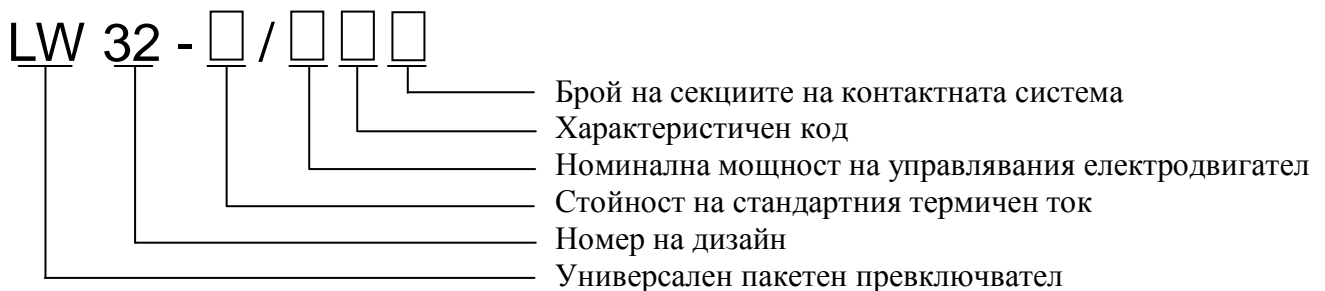 LW 32 - □ / □ □ □
Брой на секциите на контактната система
Характеристичен код
Номинална мощност на управлявания електродвигател
Стойност на стандартния термичен ток
Номер на дизайн
Универсален пакетен превключвател